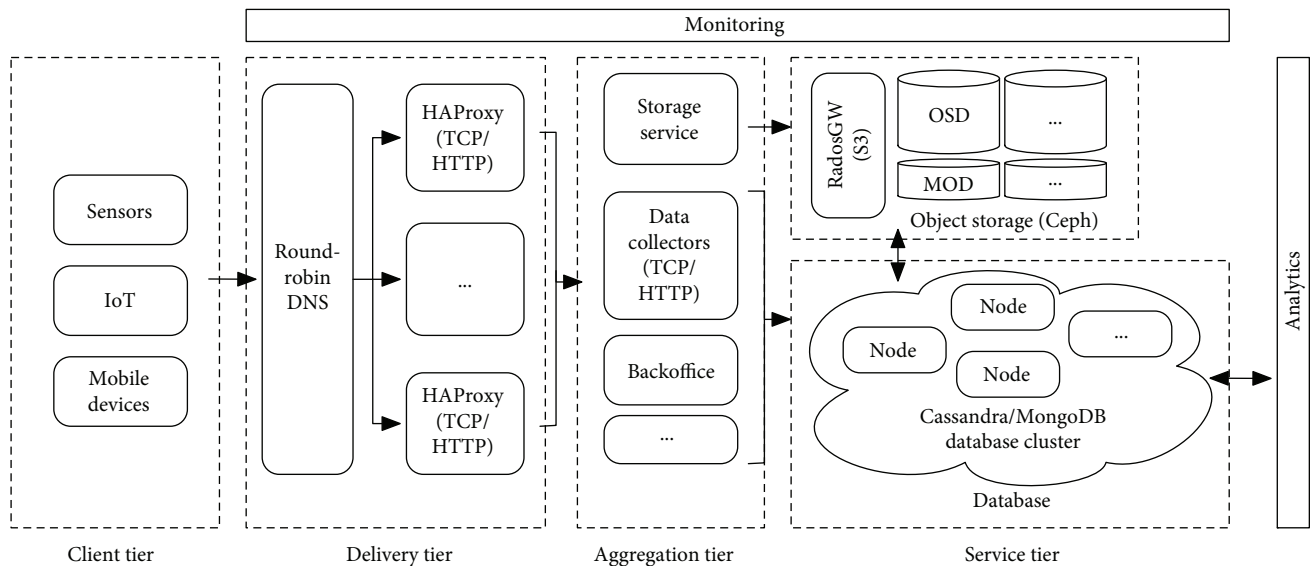 Monitoring
Sensors
IoT
Mobile
devices
Client tier
Round-
robin
DNS
HAProxy
(TCP/
HTTP)
...
HAProxy
(TCP/
HTTP)
Delivery tier
Storage
service
Data
collectors
(TCP/
HTTP)
Backoffice
...
Aggregation tier
RadosGW
(S3)
OSD
...
MOD
...
Object storage (Ceph)
Node
Node
Node
...
Cassandra/MongoDB
database cluster
Database
Service tier
Analytics